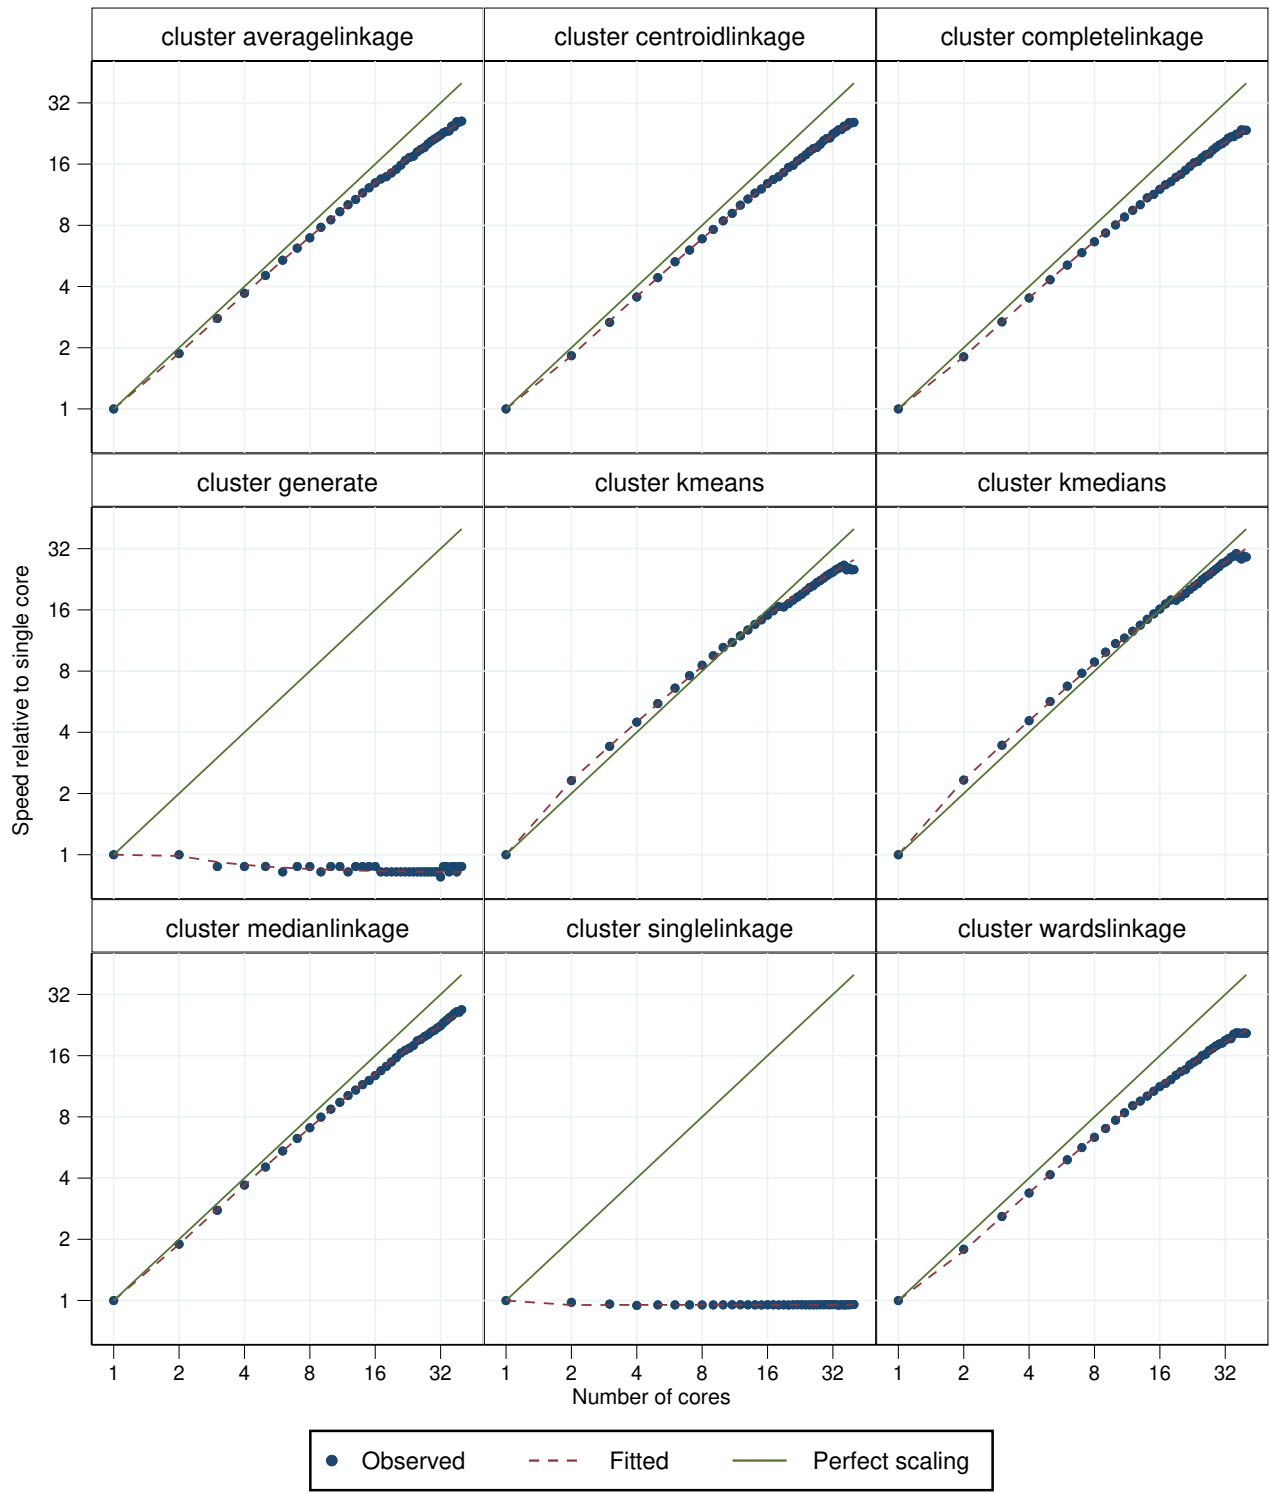 cluster averagelinkage
cluster centroidlinkage
cluster completelinkage
32
16
8
4
2
1
cluster generate
cluster kmeans
cluster kmedians
Speed relative to single core
32
16
8
4
2
1
cluster medianlinkage
cluster singlelinkage
cluster wardslinkage
32
16
8
4
2
1
1 2 4 8 16 32 1 2 4 8 16 32 1 2 4 8 16 32
Number of cores
Observed Fitted Perfect scaling